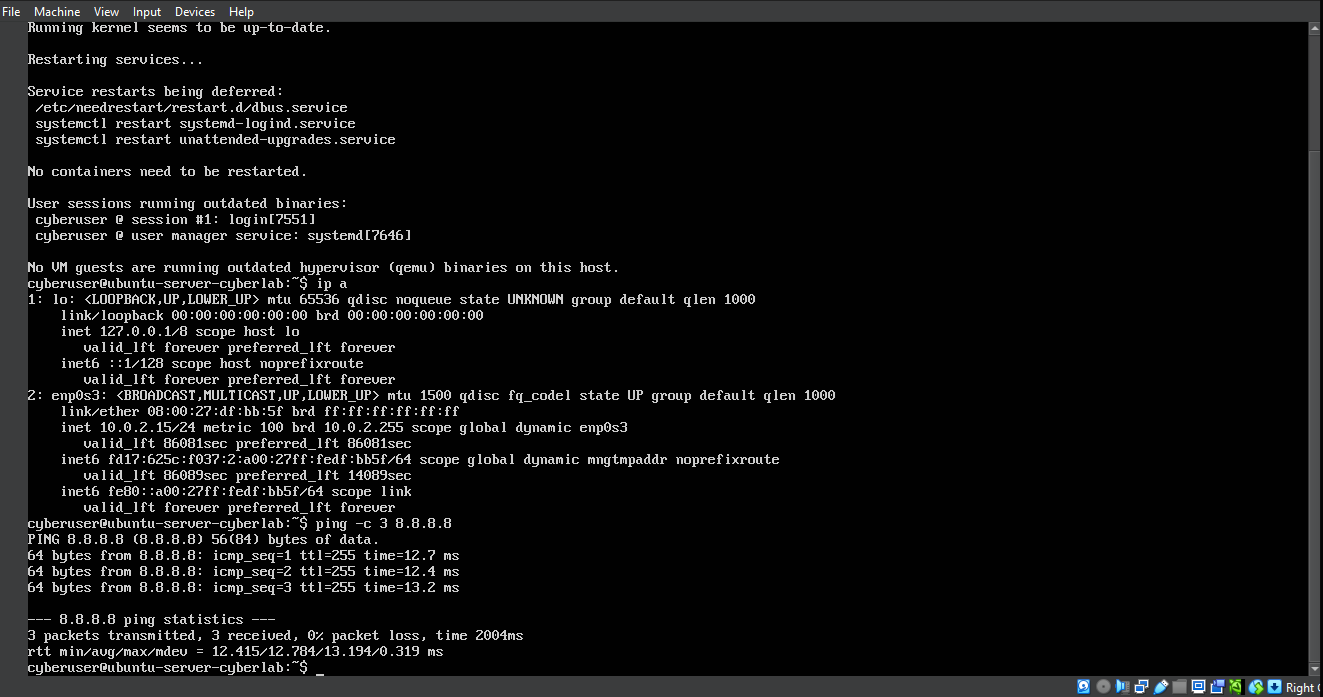 File Machine View Input Devices Help
Running kernel seems to be up-to-date.
Restarting services...
Service restarts being deferred:
/etc/needrestart/restart.d/dbus.service
systemctl restart systemd-logind.service
systemctl restart unattended-upgrades.service
No containers need to be restarted.
User sessions running outdated binaries:
cyberuser @ session #1: login[7551]
cyberuser @ user manager service: systemd[7646]
No VM guests are running outdated hypervisor (qemu) binaries on this host.
cyberuser@ubuntu-server-cyberlab:~$ ip a
1: lo: <LOOPBACK,UP,LOWER_UP> mtu 65536 qdisc noqueue state UNKNOWN group default qlen 1000
link/loopback 00:00:00:00:00:00 brd 00:00:00:00:00:00
inet 127.0.0.1/8 scope host lo
valid_lft forever preferred_lft forever
inet6 ::1/128 scope host noprefixroute
valid_lft forever preferred_lft forever
2: enp0s3: <BROADCAST,MULTICAST,UP,LOWER_UP> mtu 1500 qdisc fq_codel state UP group default qlen 1000
link/ether 08:00:27:df:bb:5f brd ff:ff:ff:ff:ff:ff
inet 10.0.2.15/24 metric 100 brd 10.0.2.255 scope global dynamic enp0s3
valid_lft 86081sec preferred_lft 86081sec
inet6 fd17:625c:f037:2:a00:27ff:fedf:bb5f/64 scope global dynamic mngtmpaddr noprefixroute
valid_lft 86089sec preferred_lft 14089sec
inet6 fe80::a00:27ff:fedf:bb5f/64 scope link
valid_lft forever preferred_lft forever
cyberuser@ubuntu-server-cyberlab:~$ ping -c 3 8.8.8.8
PING 8.8.8.8 (8.8.8.8) 56(84) bytes of data.
64 bytes from 8.8.8.8: icmp_seq=1 ttl=255 time=12.7 ms
64 bytes from 8.8.8.8: icmp_seq=2 ttl=255 time=12.4 ms
64 bytes from 8.8.8.8: icmp_seq=3 ttl=255 time=13.2 ms
--- 8.8.8.8 ping statistics ---
3 packets transmitted, 3 received, 0% packet loss, time 2004ms
rtt min/avg/max/mdev = 12.415/12.784/13.194/0.319 ms
cyberuser@ubuntu-server-cyberlab:~$ _
Right